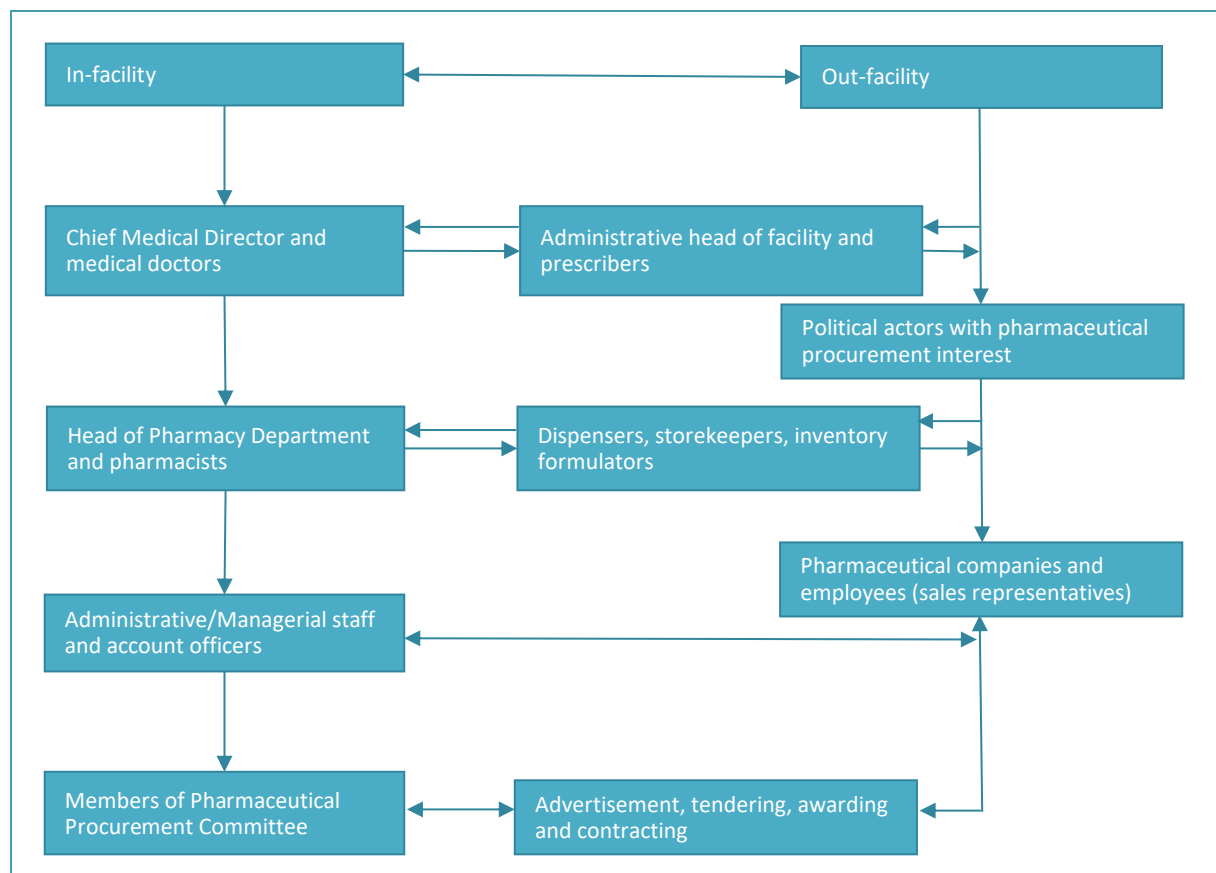 In-facility
Out-facility
Chief Medical Director and
medical doctors
Administrative head of facility and
prescribers
Political actors with pharmaceutical
procurement interest
Head of Pharmacy Department
and pharmacists
Dispensers, storekeepers, inventory
formulators
Pharmaceutical companies and
employees (sales representatives)
Administrative/Managerial staff
and account officers
Members of Pharmaceutical
Procurement Committee
Advertisement, tendering, awarding
and contracting